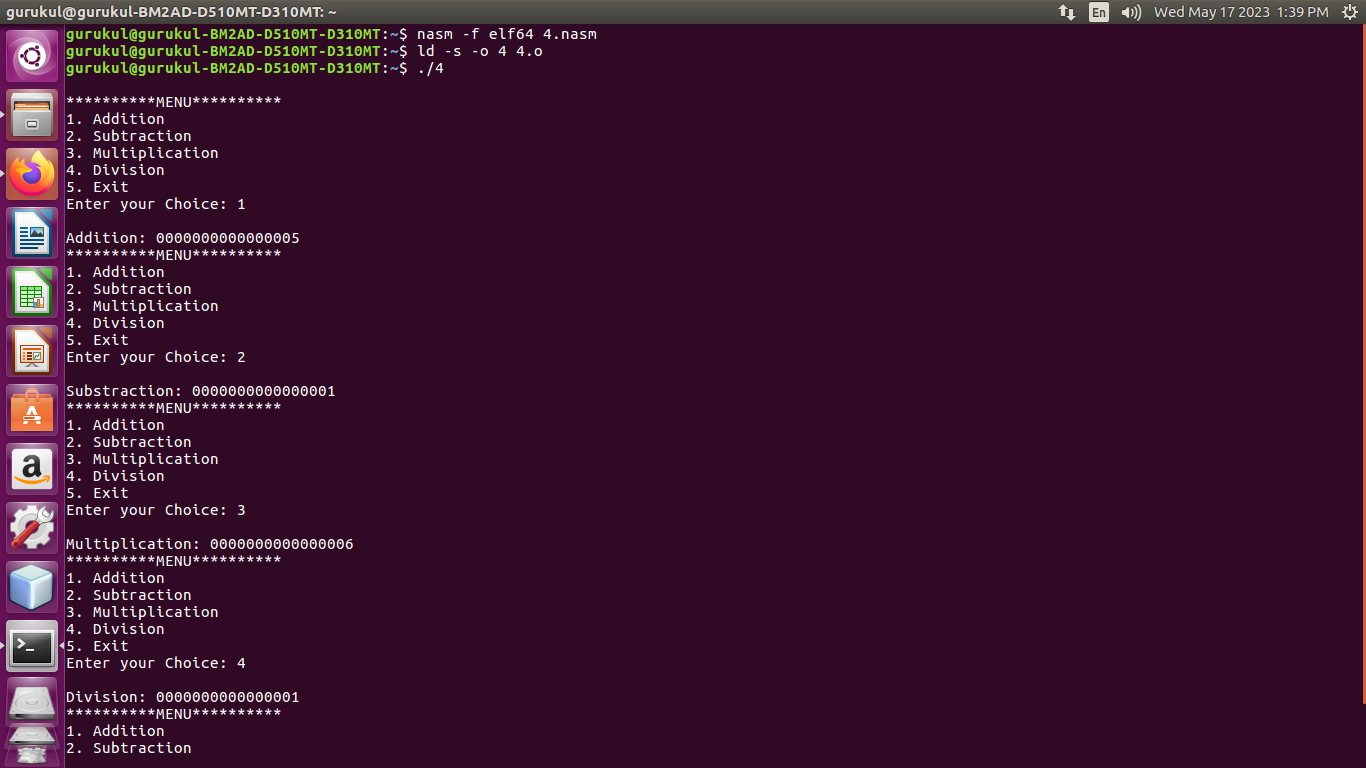 gurukul@gurukul-BM2AD-D510MT-D310MT: ~ En Wed May 17 2023 1:39 PM
gurukul@gurukul-BM2AD-D510MT-D310MT:~$ nasm -f elf64 4.nasm
gurukul@gurukul-BM2AD-D510MT-D310MT:~$ ld -s -o 4 4.o
gurukul@gurukul-BM2AD-D510MT-D310MT:~$ ./4
**********MENU**********
1. Addition
2. Subtraction
3. Multiplication
4. Division
5. Exit
Enter your Choice: 1
Addition: 0000000000000005
**********MENU**********
1. Addition
2. Subtraction
3. Multiplication
4. Division
5. Exit
Enter your Choice: 2
Substraction: 0000000000000001
**********MENU**********
1. Addition
2. Subtraction
3. Multiplication
4. Division
5. Exit
Enter your Choice: 3
Multiplication: 0000000000000006
**********MENU**********
1. Addition
2. Subtraction
3. Multiplication
4. Division
5. Exit
Enter your Choice: 4
Division: 0000000000000001
**********MENU**********
1. Addition
2. Subtraction